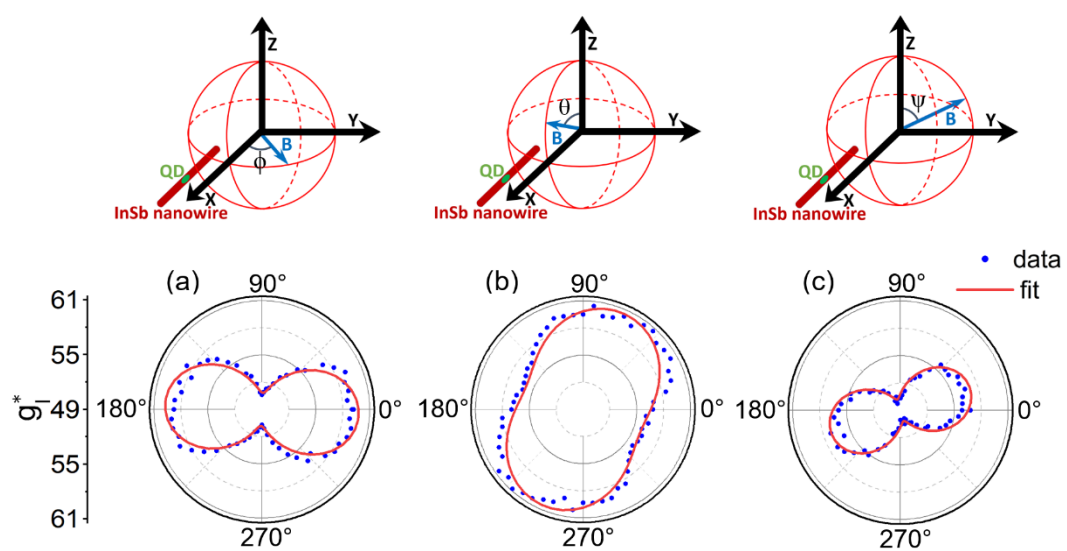 Z Z Z
θ ψ
Y Y B Y
B B
QD ϕ QD QD
X X X
InSb nanowire InSb nanowire InSb nanowire
(a) 90° (b) 90° (c) 90° data
fit
61
55
g_l^* 49 180° 0° 180° 0° 180° 0°
55
61
270° 270° 270°